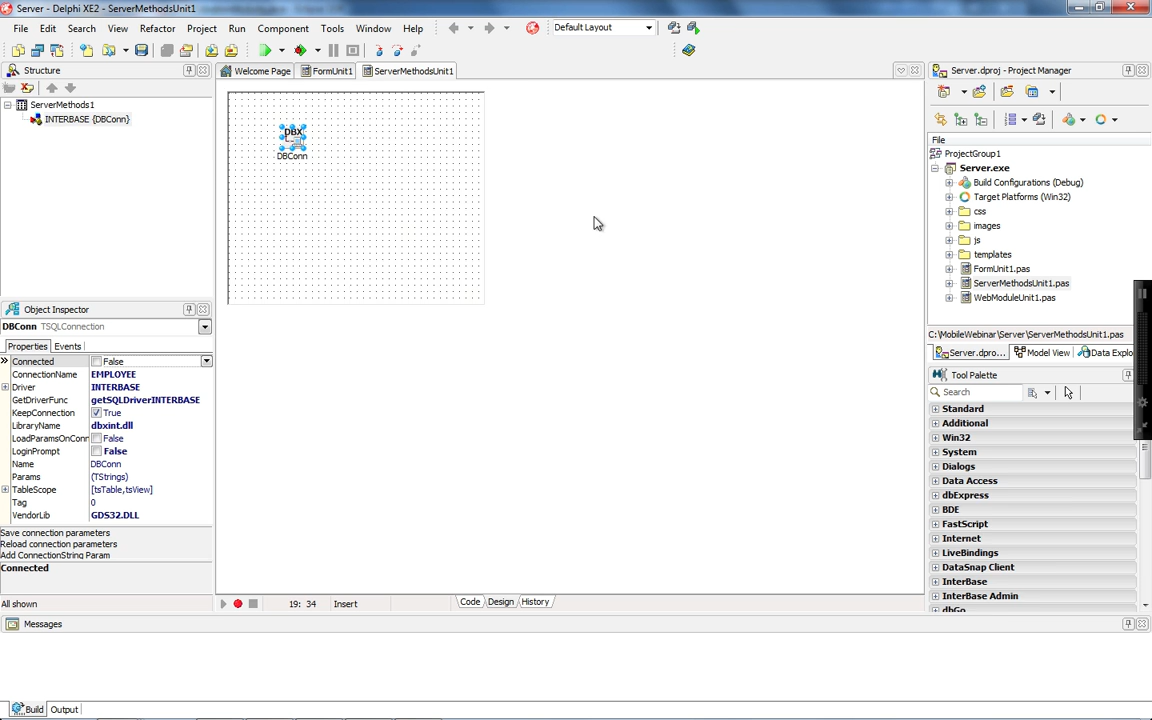 Server - Delphi XE2 - ServerMethodsUnit1
File Edit Search View Refactor Project Run Component Tools Window Help
Default Layout
Structure
Welcome Page FormUnit1 ServerMethodsUnit1
Server.dproj - Project Manager
ServerMethods1
INTERBASE {DBConn}
DBX
DBConn
File
ProjectGroup1
Server.exe
Build Configurations (Debug)
Target Platforms (Win32)
css
images
js
templates
FormUnit1.pas
ServerMethodsUnit1.pas
WebModuleUnit1.pas
C:\MobileWebinar\Server\ServerMethodsUnit1.pas
Server.dpro... Model View Data Explo
Object Inspector
DBConn TSQLConnection
Properties Events
Connected False
ConnectionName EMPLOYEE
Driver INTERBASE
GetDriverFunc getSQLDriverINTERBASE
KeepConnection True
LibraryName dbxint.dll
LoadParamsOnConn False
LoginPrompt False
Name DBConn
Params (TStrings)
TableScope [tsTable,tsView]
Tag 0
VendorLib GDS32.DLL
Save connection parameters
Reload connection parameters
Add ConnectionString Param
Connected
All shown
Tool Palette
Search
Standard
Additional
Win32
System
Dialogs
Data Access
dbExpress
BDE
FastScript
Internet
LiveBindings
DataSnap Client
InterBase
InterBase Admin
dbGo
19: 34 Insert
Code Design History
Messages
Build Output